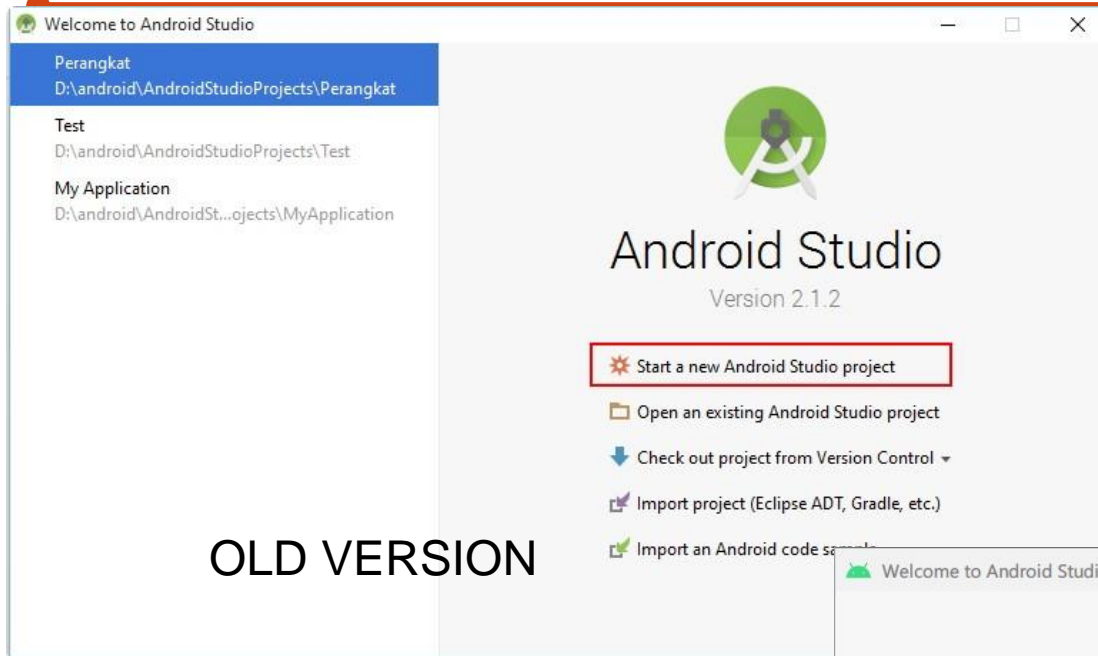 Welcome to Android Studio
Perangkat
D:\android\AndroidStudioProjects\Perangkat
Test
D:\android\AndroidStudioProjects\Test
My Application
D:\android\AndroidSt...ojects\MyApplication
Android Studio
Version 2.1.2
Start a new Android Studio project
Open an existing Android Studio project
Check out project from Version Control
Import project (Eclipse ADT, Gradle, etc.)
Import an Android code
OLD VERSION
Welcome to Android Studi